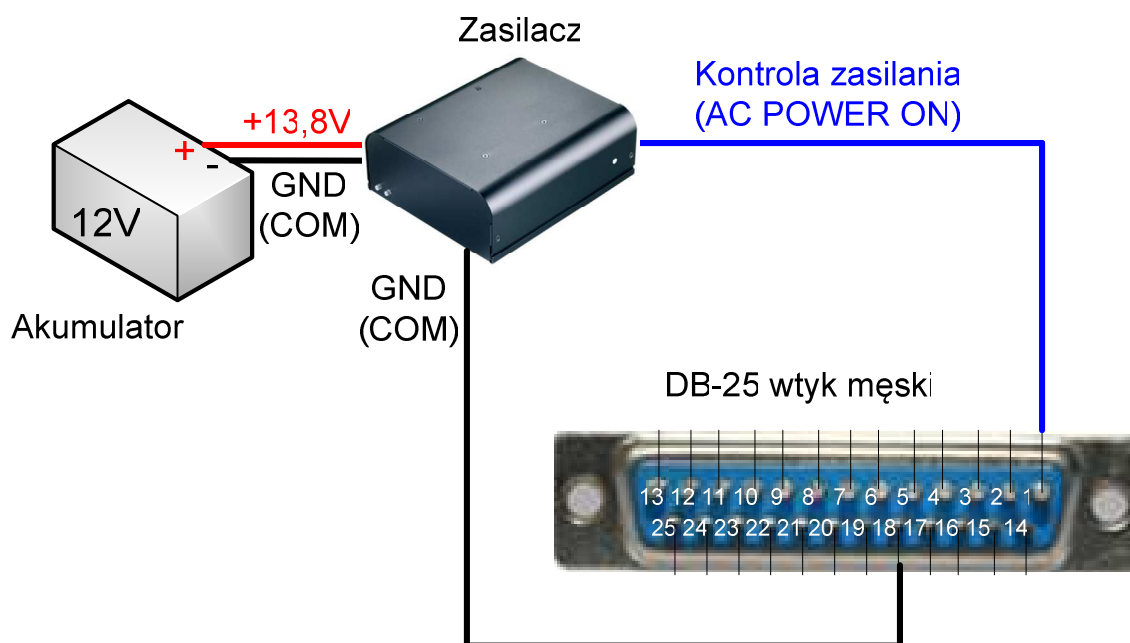 Zasilacz
Kontrola zasilania
(AC POWER ON)
+13,8V
+
-
GND
(COM)
12V
GND
(COM)
Akumulator
DB-25 wtyk męski
13 12 11 10 9 8 7 6 5 4 3 2 1
25 24 23 22 21 20 19 18 17 16 15 14